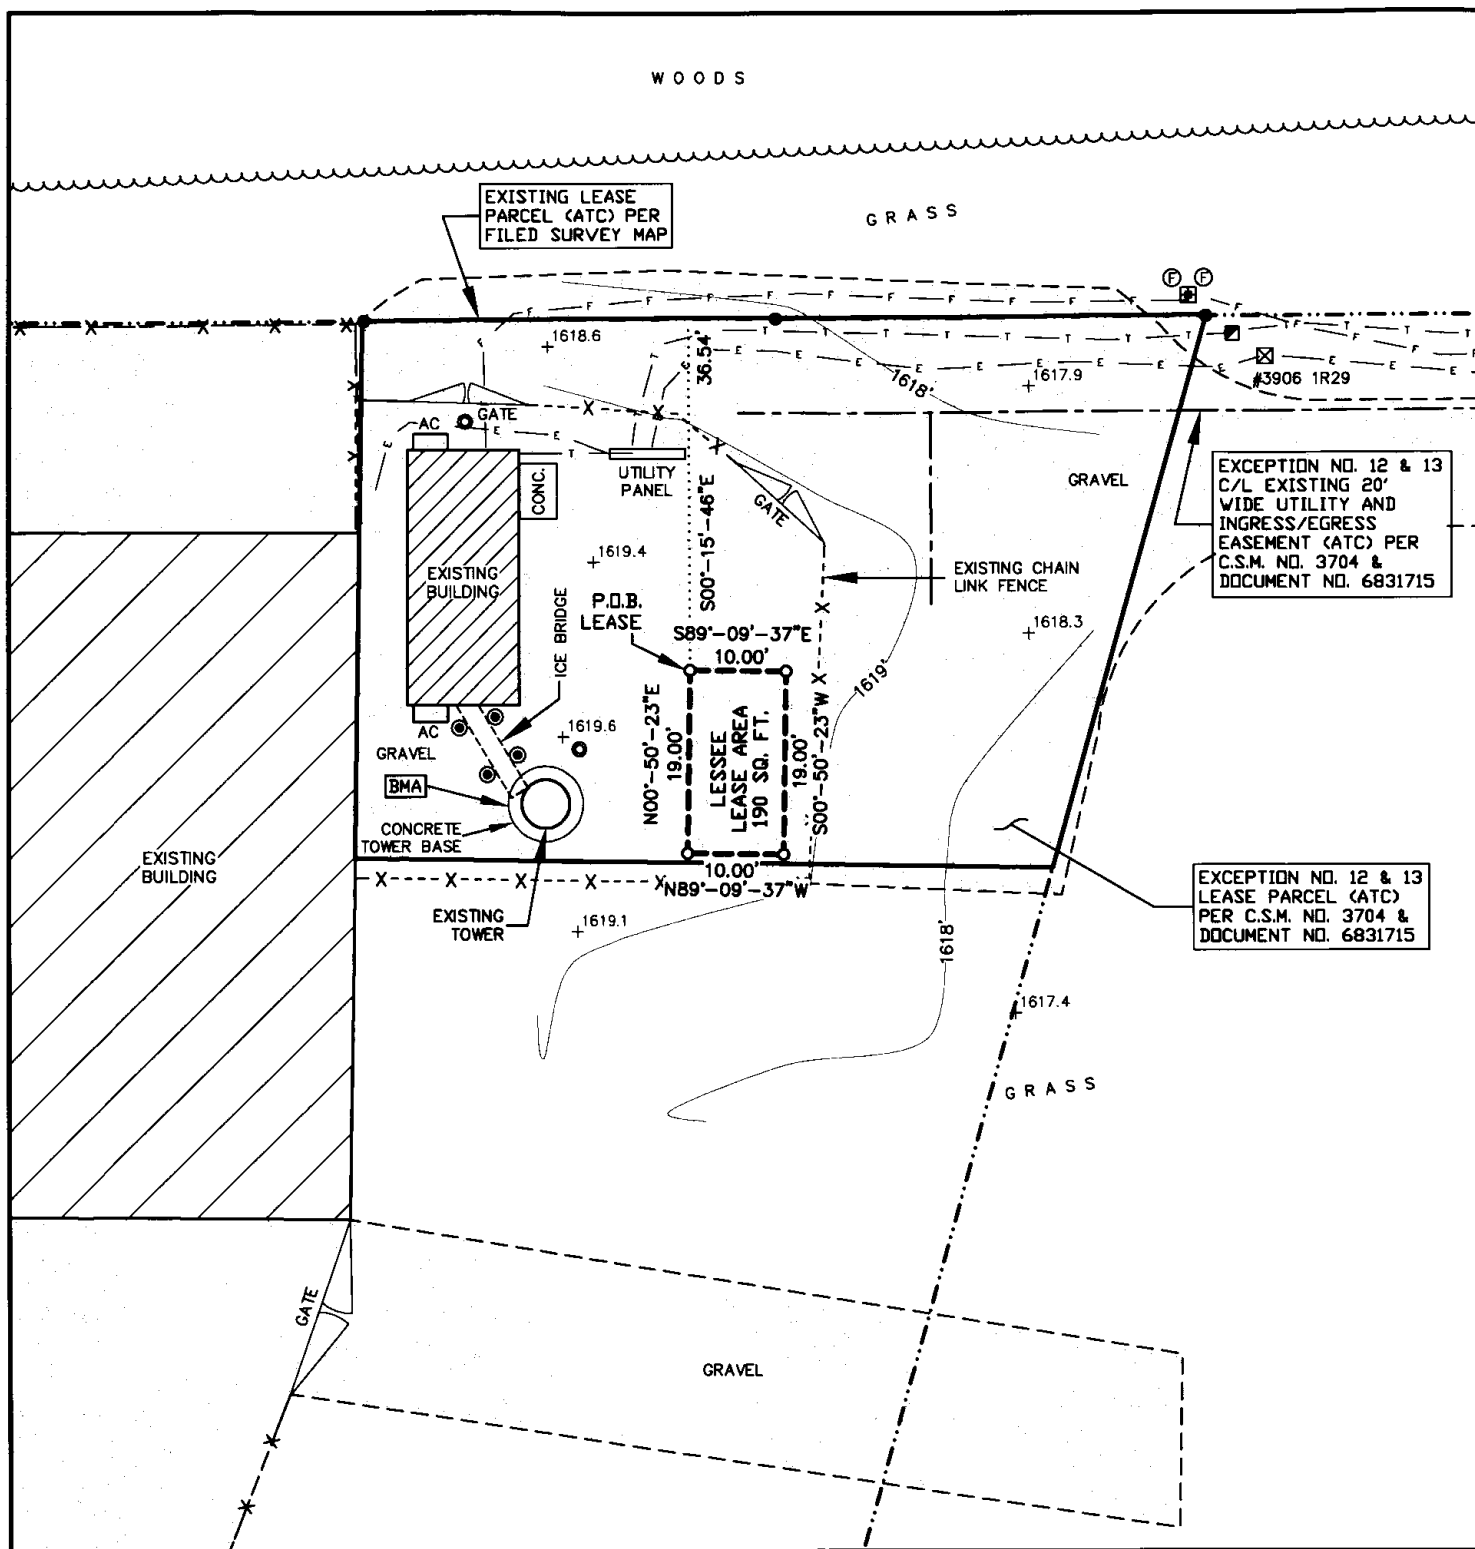 WOODS
EXISTING LEASE
PARCEL (ATC) PER
FILED SURVEY MAP
GRASS
F F
F F F F F F F F F F F
T T T T T T T T T T
E E E E E E E E E E
1618.6
36.54'
1618'
1617.9
#3906 1R29
AC
GATE
CONC.
UTILITY
PANEL
GATE
GRAVEL
EXCEPTION NO. 12 & 13
C/L EXISTING 20'
WIDE UTILITY AND
INGRESS/EGRESS
EASEMENT (ATC) PER
C.S.M. NO. 3704 &
DOCUMENT NO. 6831715
S00°-15'-46"E
1619.4
EXISTING
BUILDING
EXISTING CHAIN
LINK FENCE
P.O.B.
LEASE
ICE BRIDGE
S89°-09'-37"E
10.00'
1618.3
1619'
N00°-50'-23"E
19.00'
LESSEE
LEASE AREA
190 SQ. FT.
19.00'
S00°-50'-23"W
1619.6
AC
GRAVEL
BMA
CONCRETE
TOWER BASE
EXISTING
BUILDING
10.00'
N89°-09'-37"W
EXISTING
TOWER
1619.1
1618'
EXCEPTION NO. 12 & 13
LEASE PARCEL (ATC)
PER C.S.M. NO. 3704 &
DOCUMENT NO. 6831715
1617.4
GRASS
GATE
GRAVEL